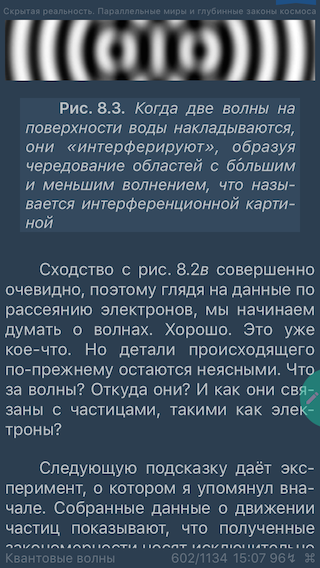 Скрытая реальность. Параллельные миры и глубинные законы космоса
Рис. 8.3. Когда две волны на
поверхности воды накладываются,
они «интерферируют», образуя
чередование областей с бо́льшим
и меньшим волнением, что назы-
вается интерференционной карти-
ной
Сходство с рис. 8.2в совершенно
очевидно, поэтому глядя на данные по
рассеянию электронов, мы начинаем
думать о волнах. Хорошо. Это уже
кое-что. Но детали происходящего
по-прежнему остаются неясными. Что
за волны? Откуда они? И как они свя-
заны с частицами, такими как элек-
троны?
Следующую подсказку даёт экс-
перимент, о котором я упомянул вна-
чале. Собранные данные о движении
частиц показывают, что полученные
закономерности носят исключительно
Квантовые волны 602/1134 15:07 96